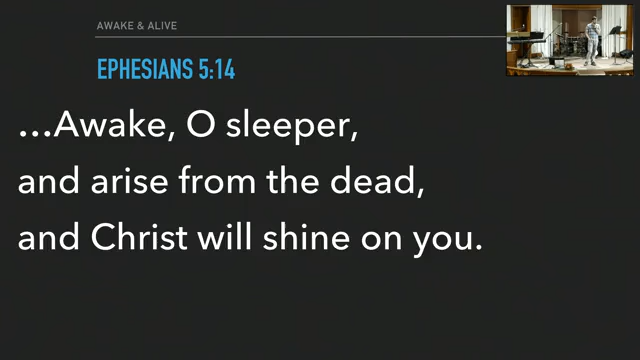 AWAKE & ALIVE
EPHESIANS 5:14
...Awake, O sleeper,
and arise from the dead,
and Christ will shine on you.